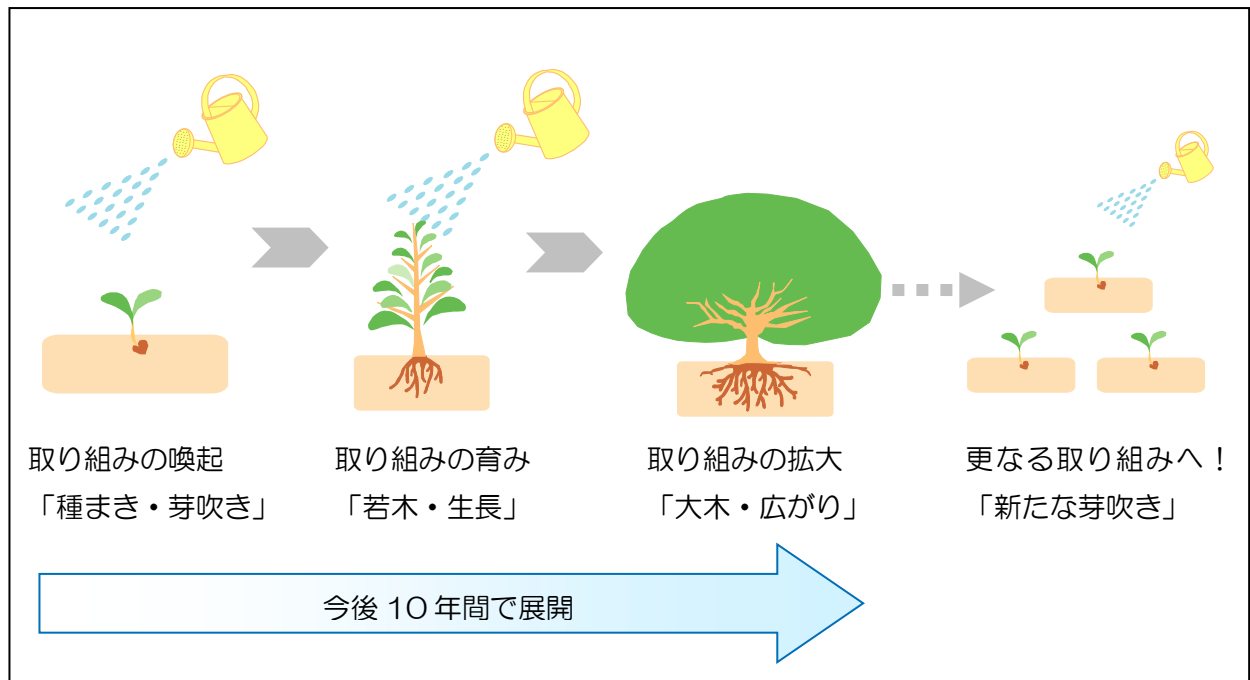 取り組みの喚起
「種まき・芽吹き」
取り組みの育み
「若木・生長」
取り組みの拡大
「大木・広がり」
更なる取り組みへ！
「新たな芽吹き」
今後 10 年間で展開